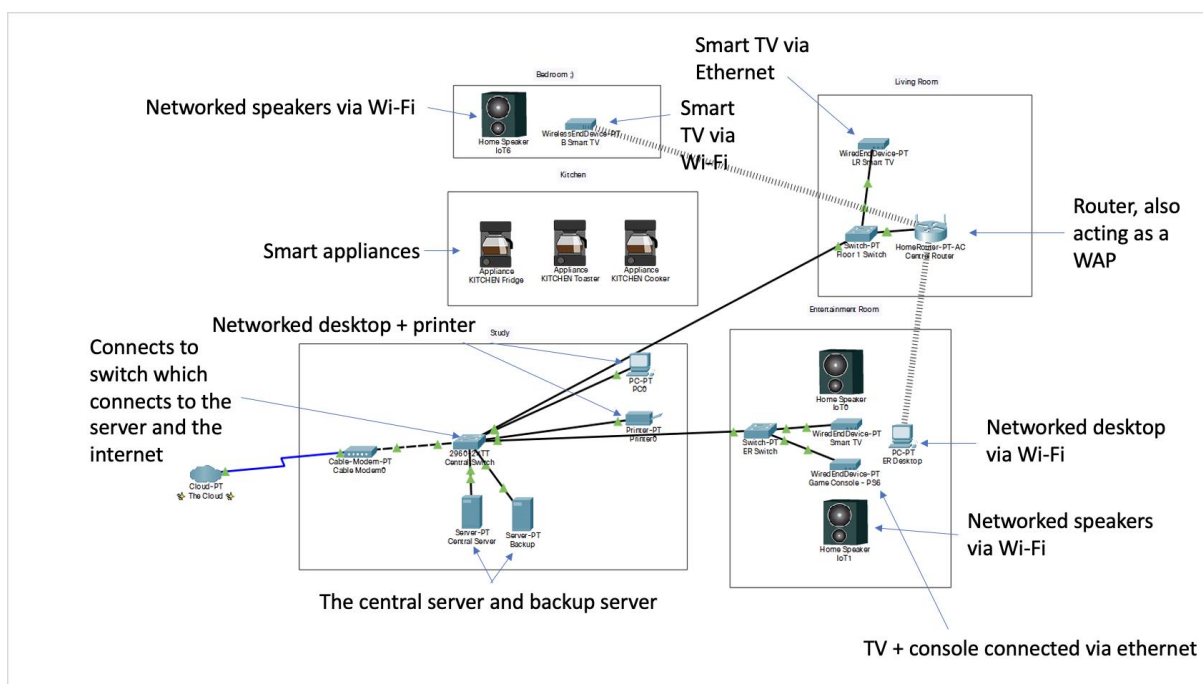 Smart TV via
Ethernet
Bedroom ;)
Living Room
Networked speakers via Wi-Fi
Home Speaker
IoT6
WirelessEndDevice-PT
B Smart TV
Smart
TV via
Wi-Fi
WiredEndDevice-PT
LR Smart TV
Kitchen
Smart appliances
Appliance
KITCHEN Fridge
Appliance
KITCHEN Toaster
Appliance
KITCHEN Cooker
Switch-PT
Floor 1 Switch
HomeRouter-PT-AC
Central Router
Router, also
acting as a
WAP
Networked desktop + printer
Study
Entertainment Room
Connects to
switch which
connects to the
server and the
internet
PC-PT
PC0
Printer-PT
Printer0
Home Speaker
IoT0
Cloud-PT
The Cloud
Cable-Modem-PT
Cable Modem0
2960-24TT
Central Switch
Switch-PT
ER Switch
WiredEndDevice-PT
Smart TV
PC-PT
ER Desktop
Networked desktop
via Wi-Fi
WiredEndDevice-PT
Game Console - PS6
Server-PT
Central Server
Server-PT
Backup
Home Speaker
IoT1
Networked speakers
via Wi-Fi
The central server and backup server
TV + console connected via ethernet